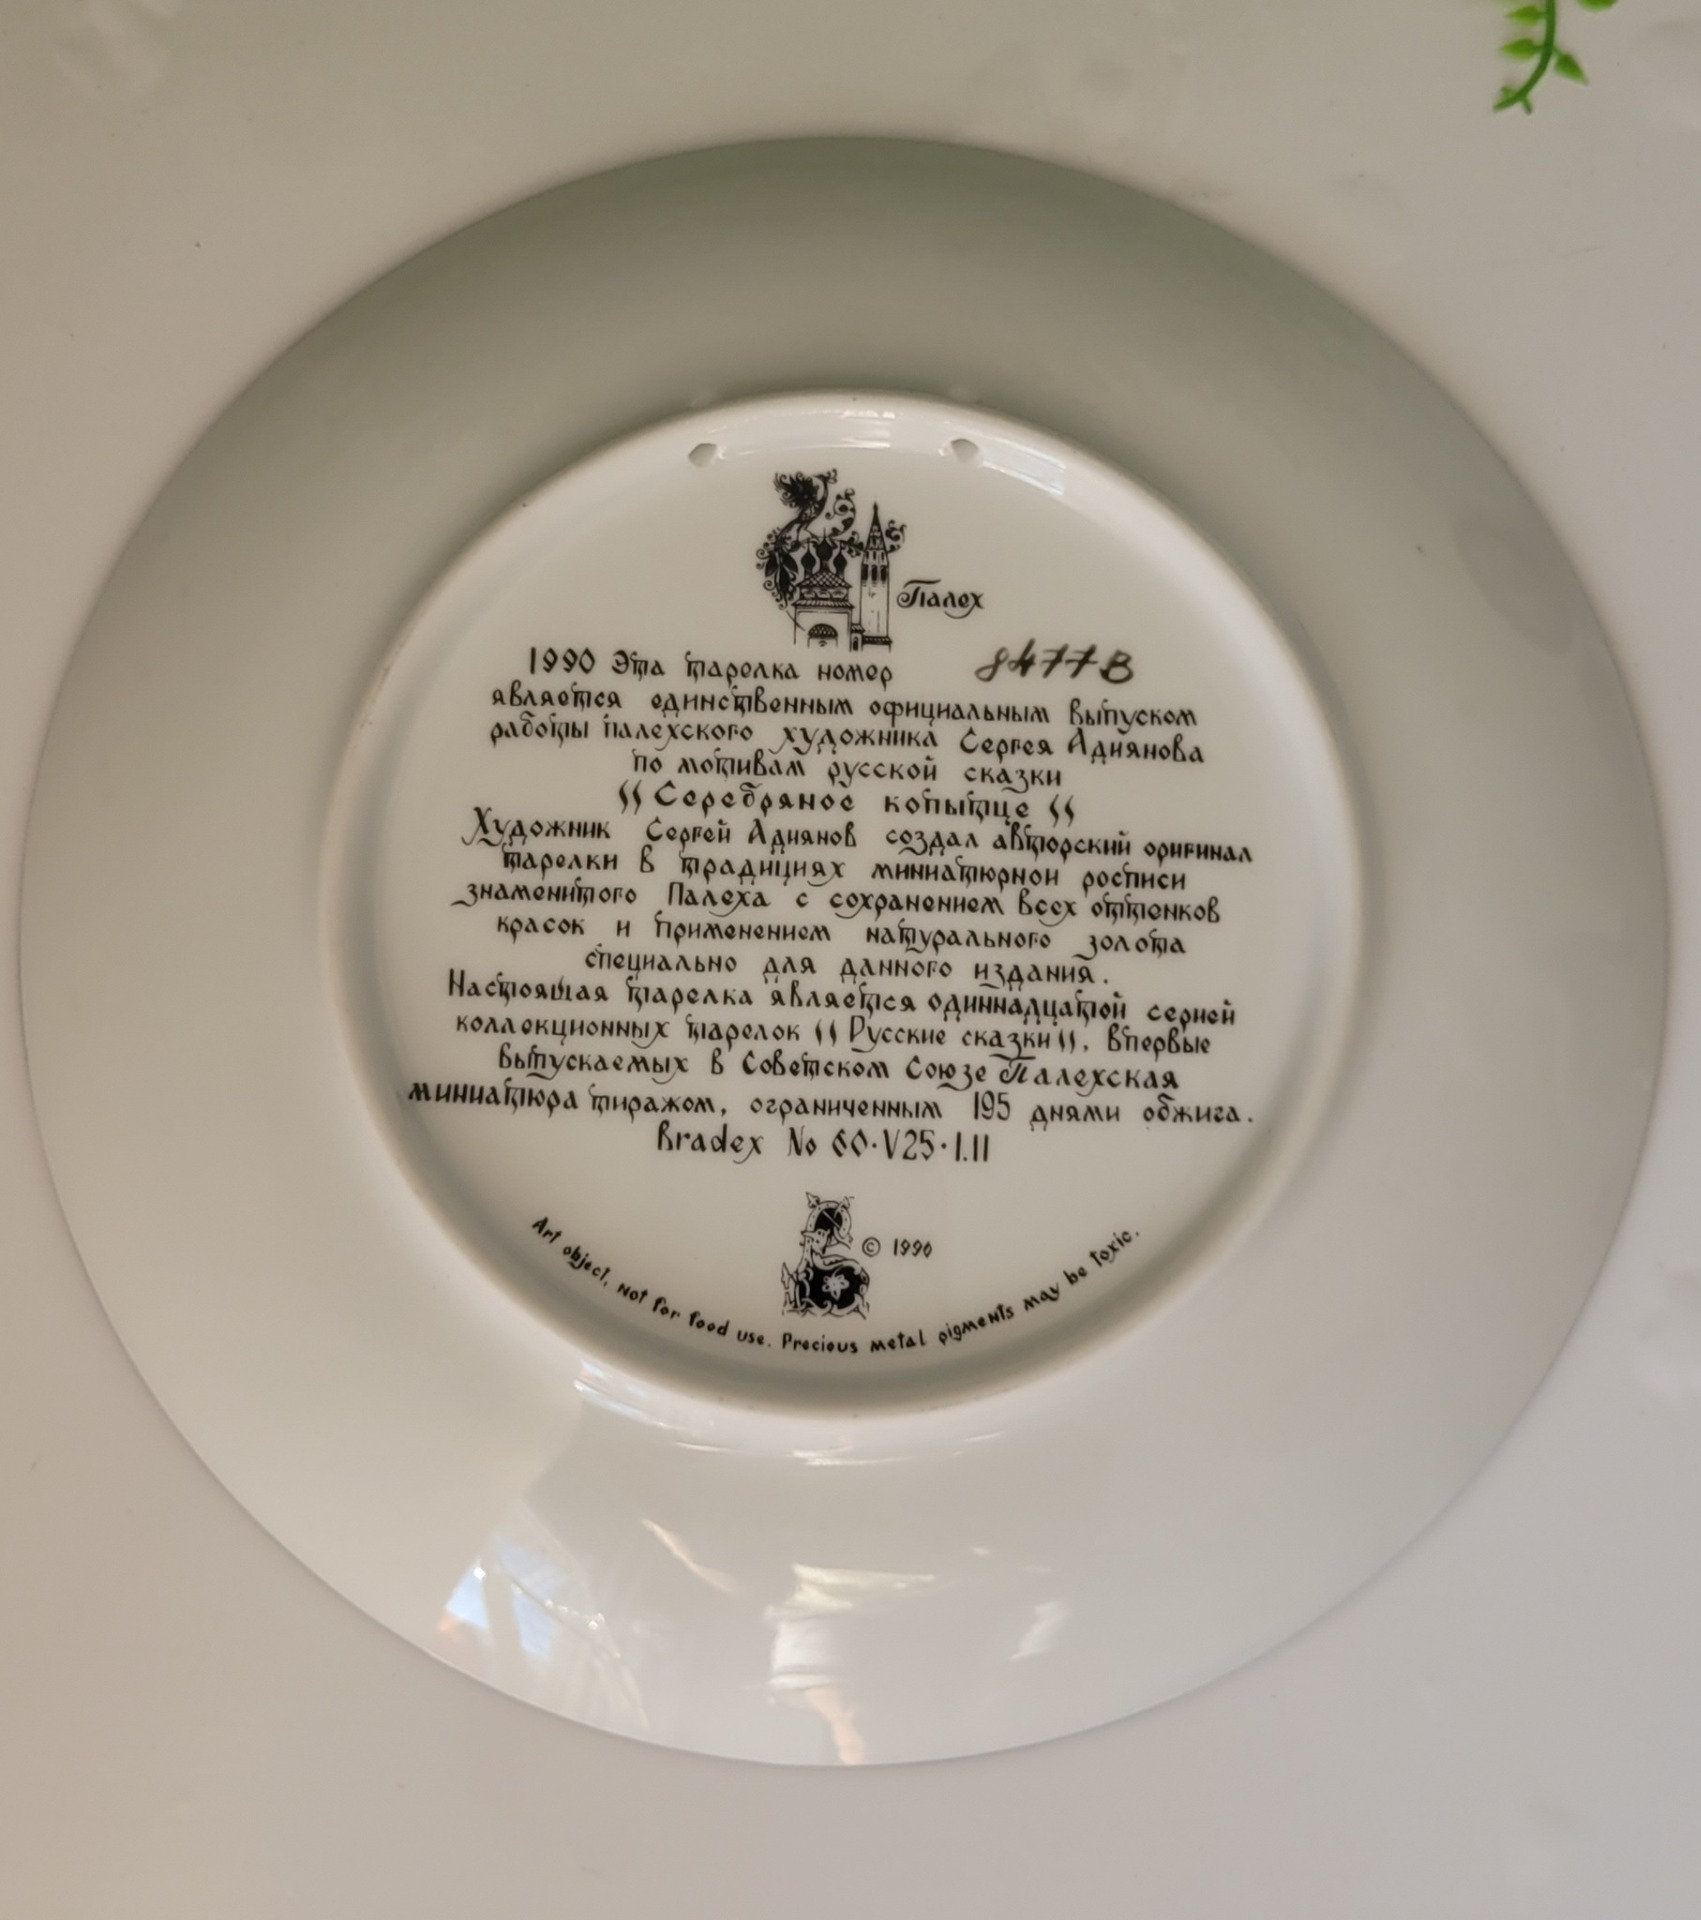 Палех
1990 Эта тарелка номер 8477B
является единственным официальным выпуском
работы палехского художника Сергея Адиянова
по мотивам русской сказки
"Серебряное копытце"
Художник Сергей Адиянов создал авторский оригинал
тарелки в традициях миниатюрной росписи
знаменитого Палеха с сохранением всех оттенков
красок и применением натурального золота
специально для данного издания.
Настоящая тарелка является одиннадцатой серией
коллекционных тарелок "Русские сказки". Впервые
выпускаемых в Советском Союзе Палехская
миниатюра тиражом, ограниченным 195 днями обжига.
Bradex No 60·V25·1.11
© 1990
Art object, not for food use. Precious metal pigments may be toxic.